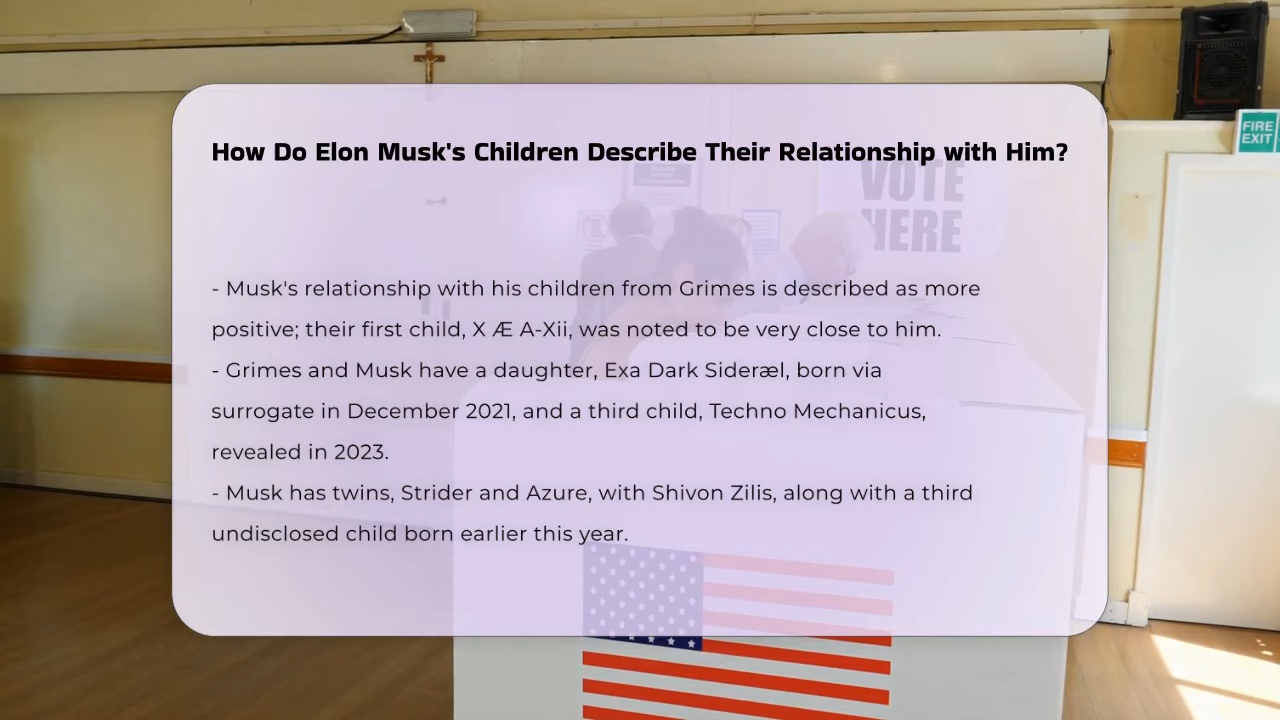 How Do Elon Musk's Children Describe Their Relationship with Him?
FIRE
EXIT
VOTE
HERE
- Musk's relationship with his children from Grimes is described as more
positive; their first child, X Æ A-Xii, was noted to be very close to him.
- Grimes and Musk have a daughter, Exa Dark Sideræl, born via
surrogate in December 2021, and a third child, Techno Mechanicus,
revealed in 2023.
- Musk has twins, Strider and Azure, with Shivon Zilis, along with a third
undisclosed child born earlier this year.